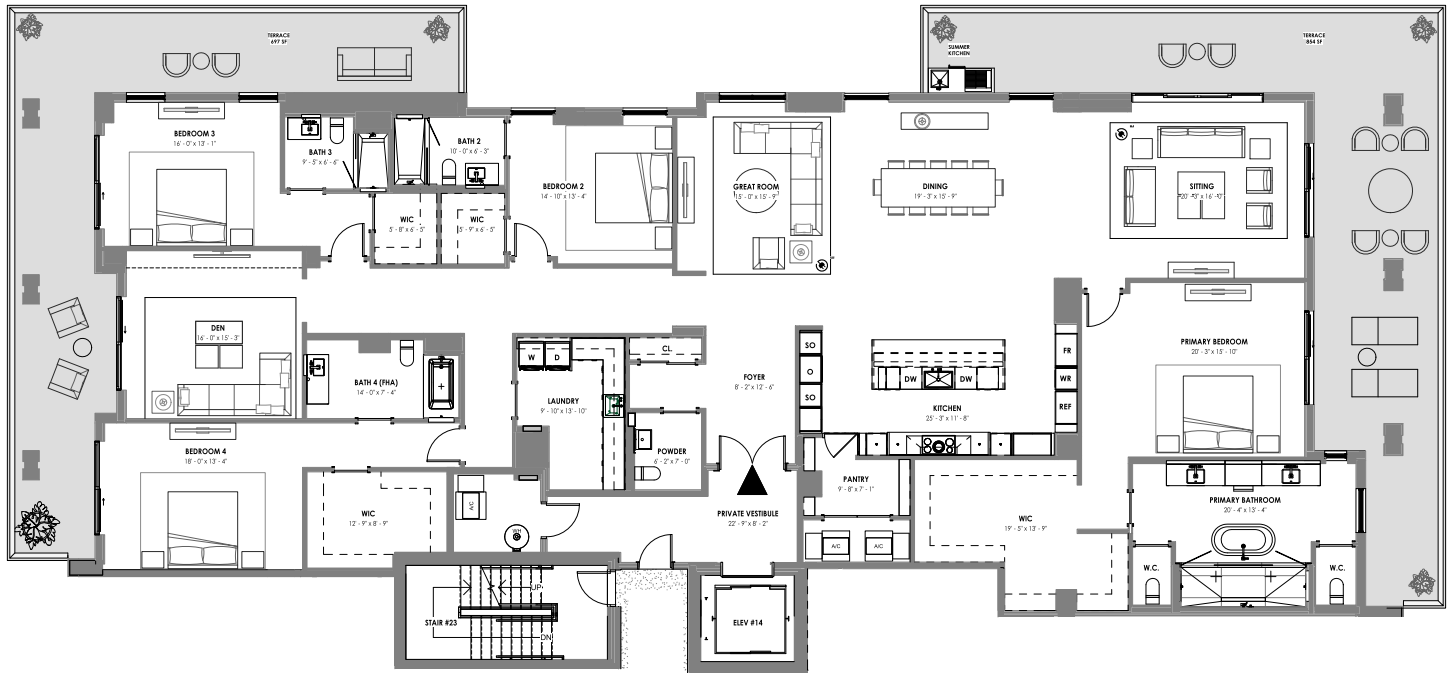 TERRACE
697 SF
SUMMER
KITCHEN
TERRACE
854 SF
BEDROOM 3
16' - 0" x 13' - 1"
BATH 3
9' - 5" x 6' - 6"
BATH 2
10' - 0" x 6' - 3"
BEDROOM 2
14' - 10" x 13' - 4"
GREAT ROOM
15' - 0" x 15' - 9"
DINING
19' - 3" x 15' - 9"
SITTING
20' - 3" x 16' - 0"
WIC
5' - 8" x 6' - 5"
WIC
5' - 9" x 6' - 5"
DEN
16' - 0" x 15' - 3"
BATH 4 (FHA)
14' - 0" x 7' - 4"
W
D
CL.
LAUNDRY
9' - 10" x 13' - 10"
FOYER
8' - 2" x 12' - 6"
SO
O
SO
DW
DW
KITCHEN
25' - 3" x 11' - 8"
FR
WR
REF
PRIMARY BEDROOM
20' - 3" x 15' - 10"
BEDROOM 4
18' - 0" x 13' - 4"
POWDER
6' - 2" x 7' - 0"
PANTRY
9' - 8" x 7' - 1"
WIC
12' - 9" x 8' - 9"
A/C
WH
PRIVATE VESTIBULE
22' - 9" x 8' - 2"
A/C
A/C
WIC
19' - 5" x 13' - 9"
PRIMARY BATHROOM
20' - 4" x 13' - 4"
W.C.
W.C.
UP
STAIR #23
DN
ELEV #14